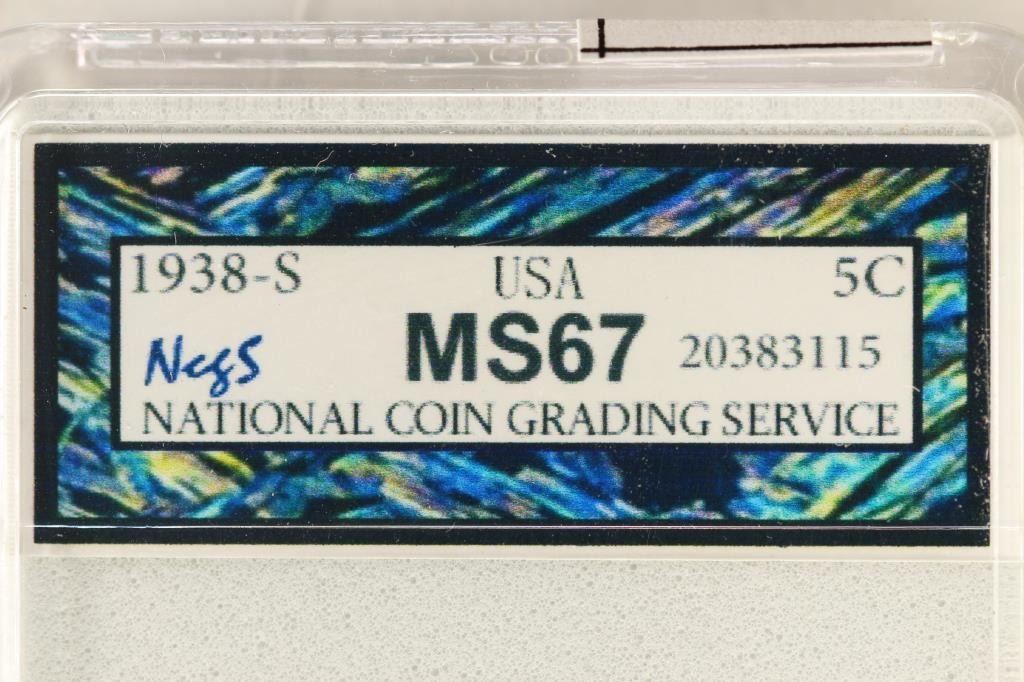 1938-S USA 5C
NcgS MS67 20383115
NATIONAL COIN GRADING SERVICE